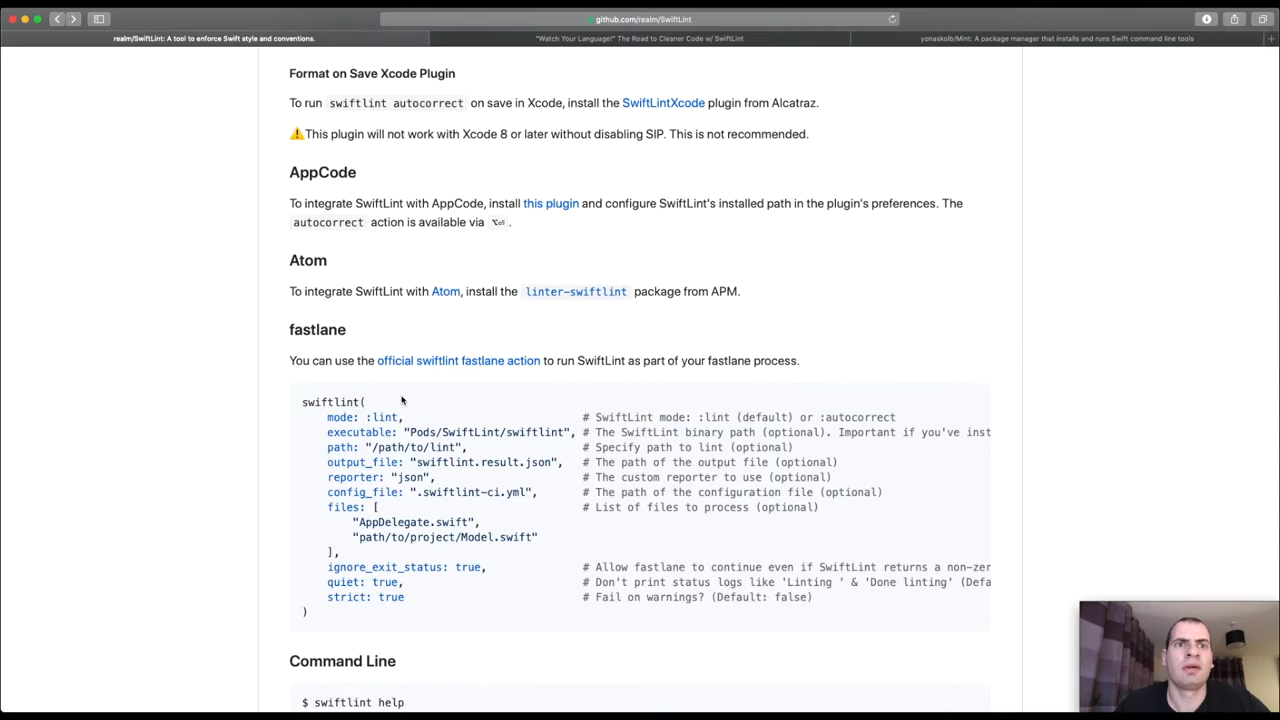 github.com/realm/SwiftLint
realm/SwiftLint: A tool to enforce Swift style and conventions.
"Watch Your Language!" The Road to Cleaner Code w/ SwiftLint
yonaskolb/Mint: A package manager that installs and runs Swift command line tools
Format on Save Xcode Plugin
To run swiftlint autocorrect on save in Xcode, install the SwiftLintXcode plugin from Alcatraz.
⚠️This plugin will not work with Xcode 8 or later without disabling SIP. This is not recommended.
AppCode
To integrate SwiftLint with AppCode, install this plugin and configure SwiftLint's installed path in the plugin's preferences. The
autocorrect action is available via ⌥⏎ .
Atom
To integrate SwiftLint with Atom, install the linter-swiftlint package from APM.
fastlane
You can use the official swiftlint fastlane action to run SwiftLint as part of your fastlane process.
swiftlint(
mode: :lint, # SwiftLint mode: :lint (default) or :autocorrect
executable: "Pods/SwiftLint/swiftlint", # The SwiftLint binary path (optional). Important if you've inst
path: "/path/to/lint", # Specify path to lint (optional)
output_file: "swiftlint.result.json", # The path of the output file (optional)
reporter: "json", # The custom reporter to use (optional)
config_file: ".swiftlint-ci.yml", # The path of the configuration file (optional)
files: [ # List of files to process (optional)
"AppDelegate.swift",
"path/to/project/Model.swift"
],
ignore_exit_status: true, # Allow fastlane to continue even if SwiftLint returns a non-zer
quiet: true, # Don't print status logs like 'Linting ' & 'Done linting' (Defa
strict: true # Fail on warnings? (Default: false)
)
Command Line
$ swiftlint help